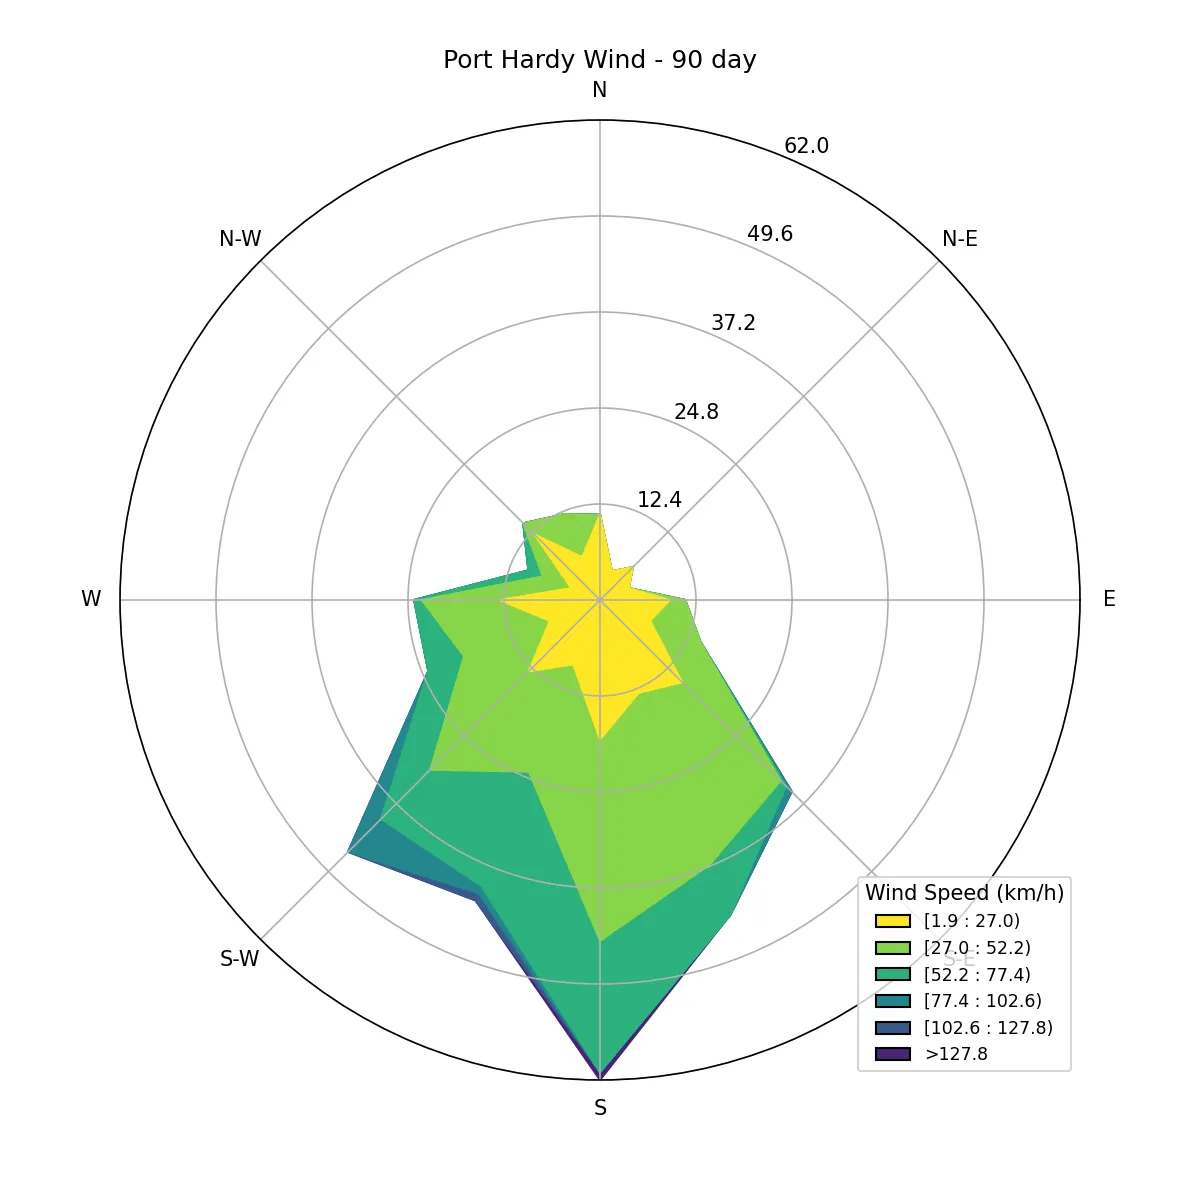 Port Hardy Wind - 90 day
N
62.0
N-W
49.6
N-E
37.2
24.8
12.4
W
E
Wind Speed (km/h)
[1.9 : 27.0)
[27.0 : 52.2)
S-W
S-E
[52.2 : 77.4)
[77.4 : 102.6)
[102.6 : 127.8)
>127.8
S